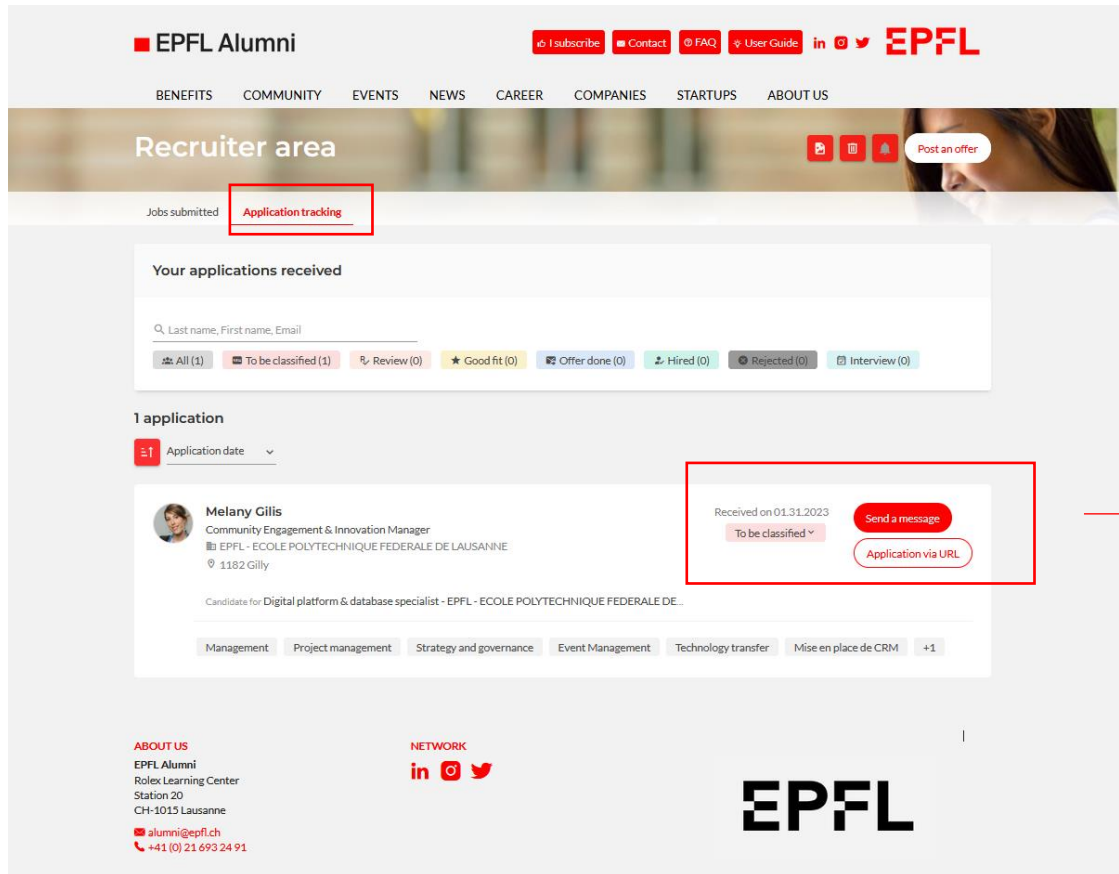 EPFL Alumni
I subscribe Contact FAQ User Guide in EPFL
BENEFITS COMMUNITY EVENTS NEWS CAREER COMPANIES STARTUPS ABOUT US
Recruiter area
Post an offer
Jobs submitted Application tracking
Your applications received
Last name, First name, Email
All (1) To be classified (1) Review (0) Good fit (0) Offer done (0) Hired (0) Rejected (0) Interview (0)
1 application
Application date
Melany Gilis
Community Engagement & Innovation Manager
EPFL - ECOLE POLYTECHNIQUE FEDERALE DE LAUSANNE
1182 Gilly
Received on 01.31.2023
To be classified
Send a message
Application via URL
Candidate for Digital platform & database specialist - EPFL - ECOLE POLYTECHNIQUE FEDERALE DE...
Management Project management Strategy and governance Event Management Technology transfer Mise en place de CRM +1
ABOUT US
EPFL Alumni
Rolex Learning Center
Station 20
CH-1015 Lausanne
alumni@epfl.ch
+41 (0) 21 693 24 91
NETWORK
in
EPFL